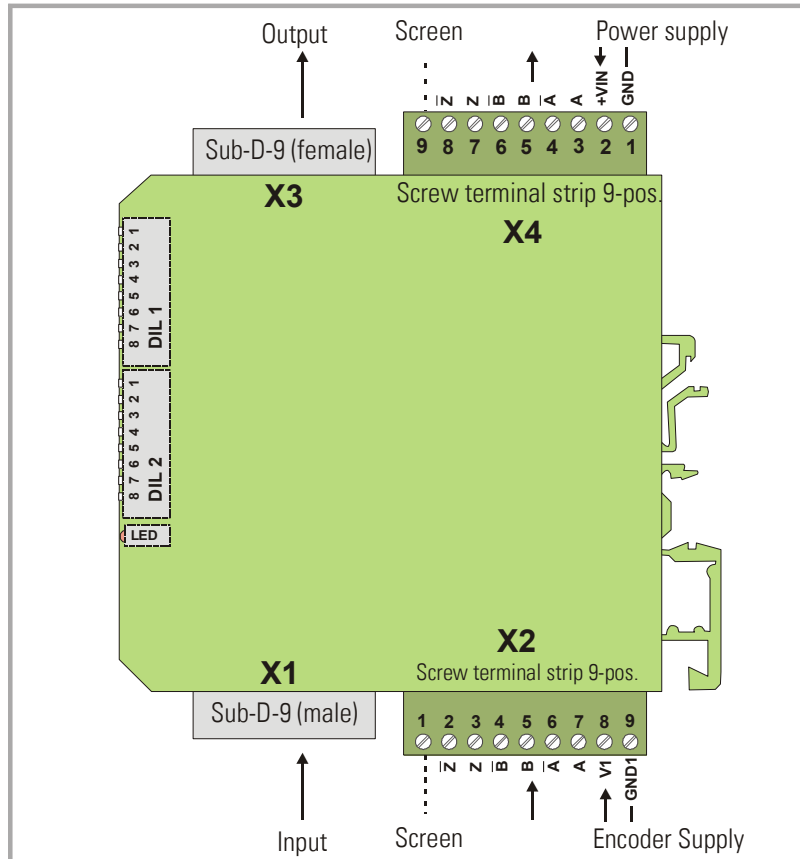 Output Screen Power supply
Z̅ Z B̅ B A̅ A +VIN GND
9 8 7 6 5 4 3 2 1
Sub-D-9 (female)
X3
Screw terminal strip 9-pos.
X4
1 2 3 4 5 6 7 8
DIL 1
1 2 3 4 5 6 7 8
DIL 2
LED
X2
Screw terminal strip 9-pos.
X1
Sub-D-9 (male)
1 2 3 4 5 6 7 8 9
Z̅ Z B̅ B A̅ A V1 GND1
Input Screen Encoder Supply